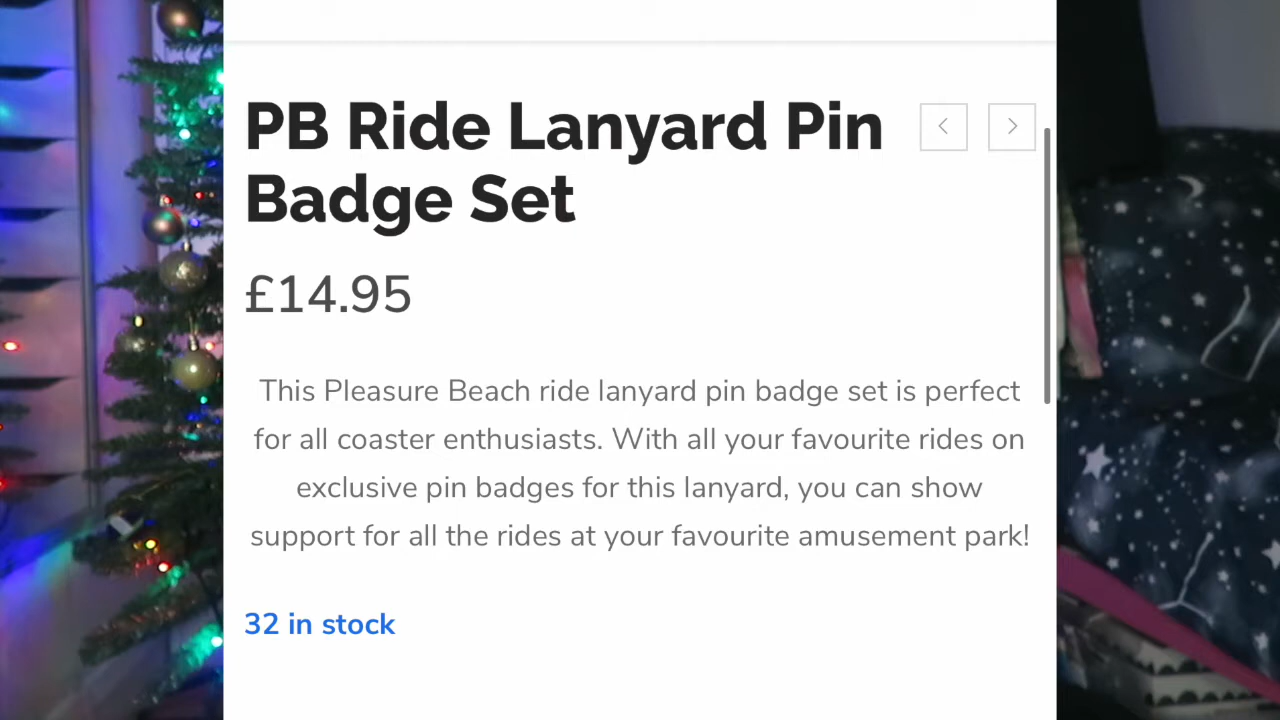 PB Ride Lanyard Pin
Badge Set
£14.95
This Pleasure Beach ride lanyard pin badge set is perfect
for all coaster enthusiasts. With all your favourite rides on
exclusive pin badges for this lanyard, you can show
support for all the rides at your favourite amusement park!
32 in stock